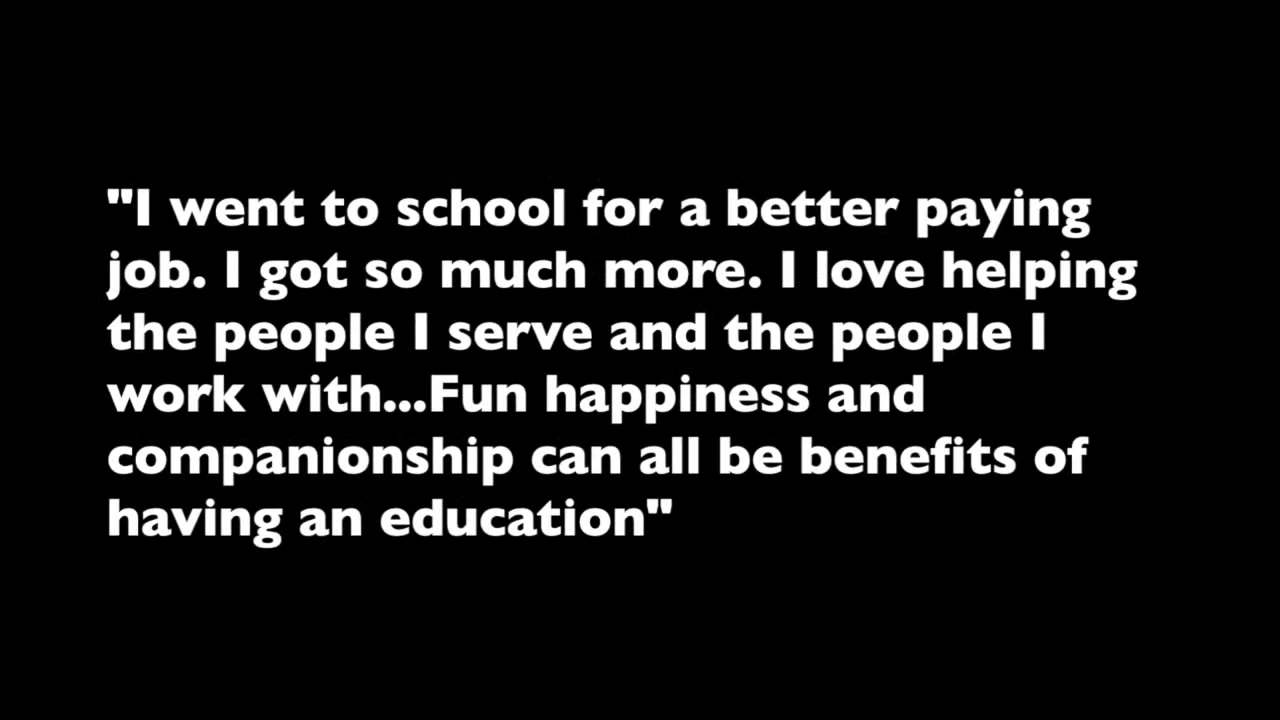 "I went to school for a better paying
job. I got so much more. I love helping
the people I serve and the people I
work with...Fun happiness and
companionship can all be benefits of
having an education"